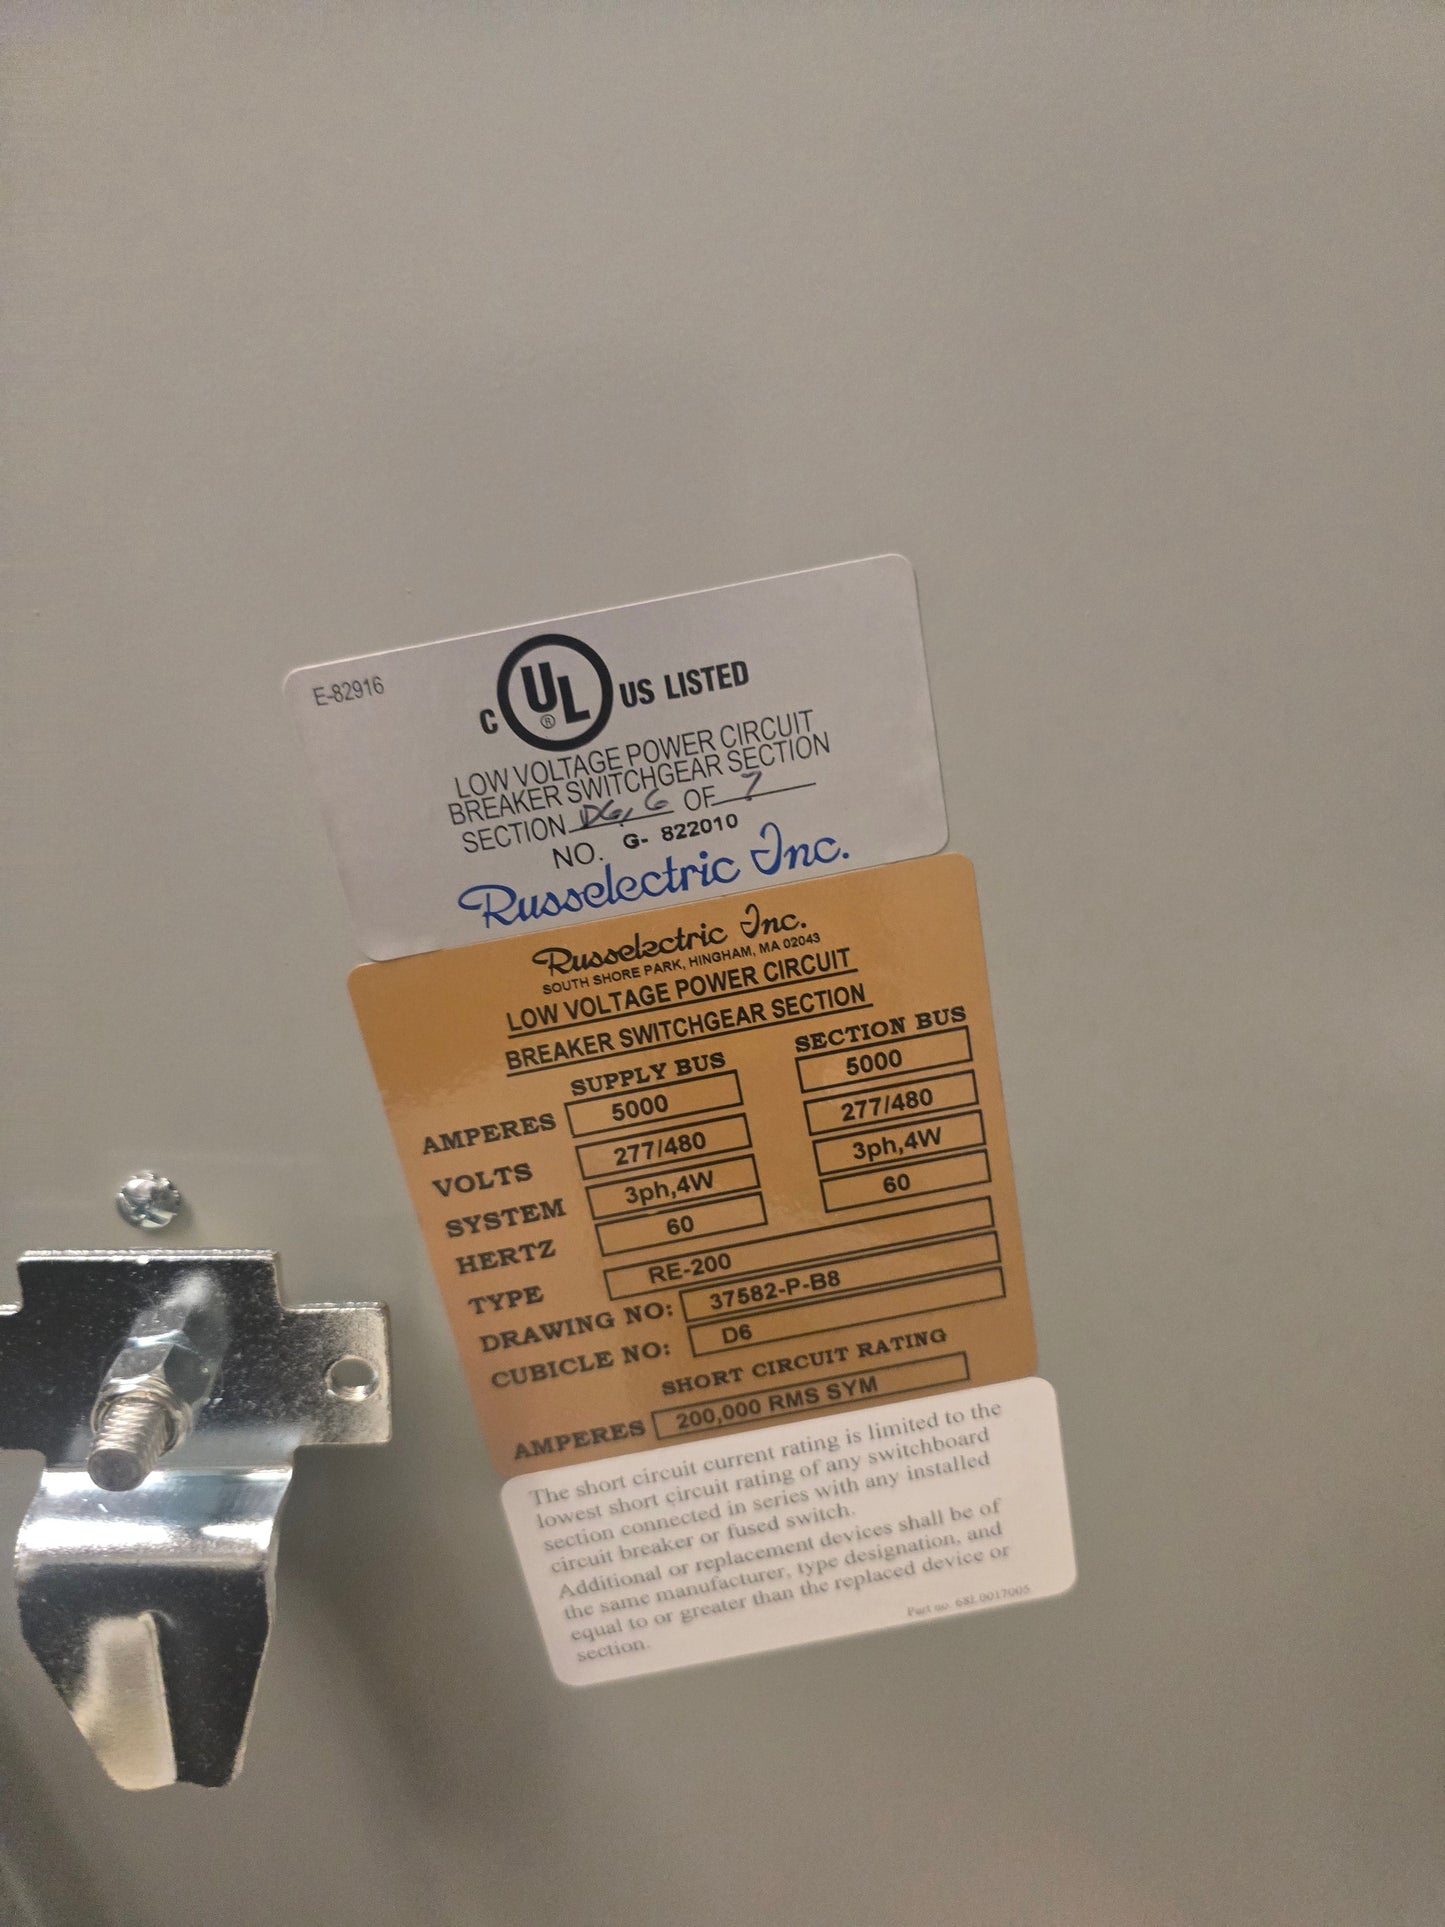 E-82916
C UL ® US LISTED
LOW VOLTAGE POWER CIRCUIT
BREAKER SWITCHGEAR SECTION
SECTION D6, 6 OF 7
NO. G- 822010
Russelectric Inc.
Russelectric Inc.
SOUTH SHORE PARK, HINGHAM, MA 02043
LOW VOLTAGE POWER CIRCUIT
BREAKER SWITCHGEAR SECTION
SUPPLY BUS SECTION BUS
AMPERES 5000 5000
VOLTS 277/480 277/480
SYSTEM 3ph,4W 3ph,4W
HERTZ 60 60
TYPE RE-200
DRAWING NO: 37582-P-B8
CUBICLE NO: D6
SHORT CIRCUIT RATING
AMPERES 200,000 RMS SYM
The short circuit current rating is limited to the
lowest short circuit rating of any switchboard
section connected in series with any installed
circuit breaker or fused switch.
Additional or replacement devices shall be of
the same manufacturer, type designation, and
equal to or greater than the replaced device or
section.
Part no. 68L0017005